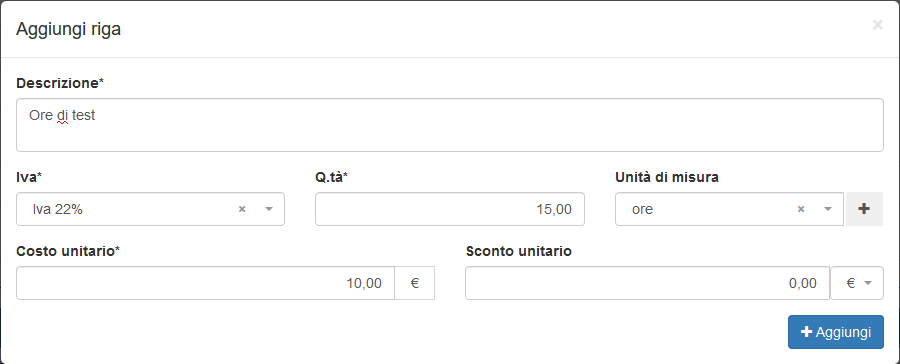 Aggiungi riga ×
Descrizione*
Ore di test
Iva* Q.tà* Unità di misura
Iva 22% × 15,00 ore × +
Costo unitario* Sconto unitario
10,00 € 0,00 €
+ Aggiungi